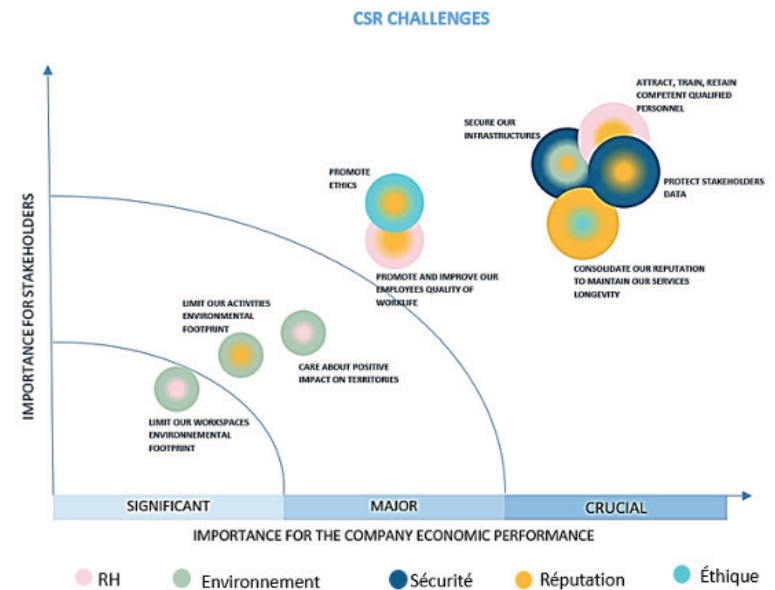 CSR CHALLENGES
ATTRACT, TRAIN, RETAIN
COMPETENT QUALIFIED
PERSONNEL
SECURE OUR
INFRASTRUCTURES
PROTECT STAKEHOLDERS
DATA
PROMOTE
ETHICS
CONSOLIDATE OUR REPUTATION
TO MAINTAIN OUR SERVICES
LONGEVITY
PROMOTE AND IMPROVE OUR
EMPLOYEES QUALITY OF
WORKLIFE
LIMIT OUR ACTIVITIES
ENVIRONMENTAL
FOOTPRINT
CARE ABOUT POSITIVE
IMPACT ON TERRITORIES
LIMIT OUR WORKSPACES
ENVIRONNEMENTAL
FOOTPRINT
IMPORTANCE FOR STAKEHOLDERS
SIGNIFICANT
MAJOR
CRUCIAL
IMPORTANCE FOR THE COMPANY ECONOMIC PERFORMANCE
RH
Environnement
Sécurité
Réputation
Éthique